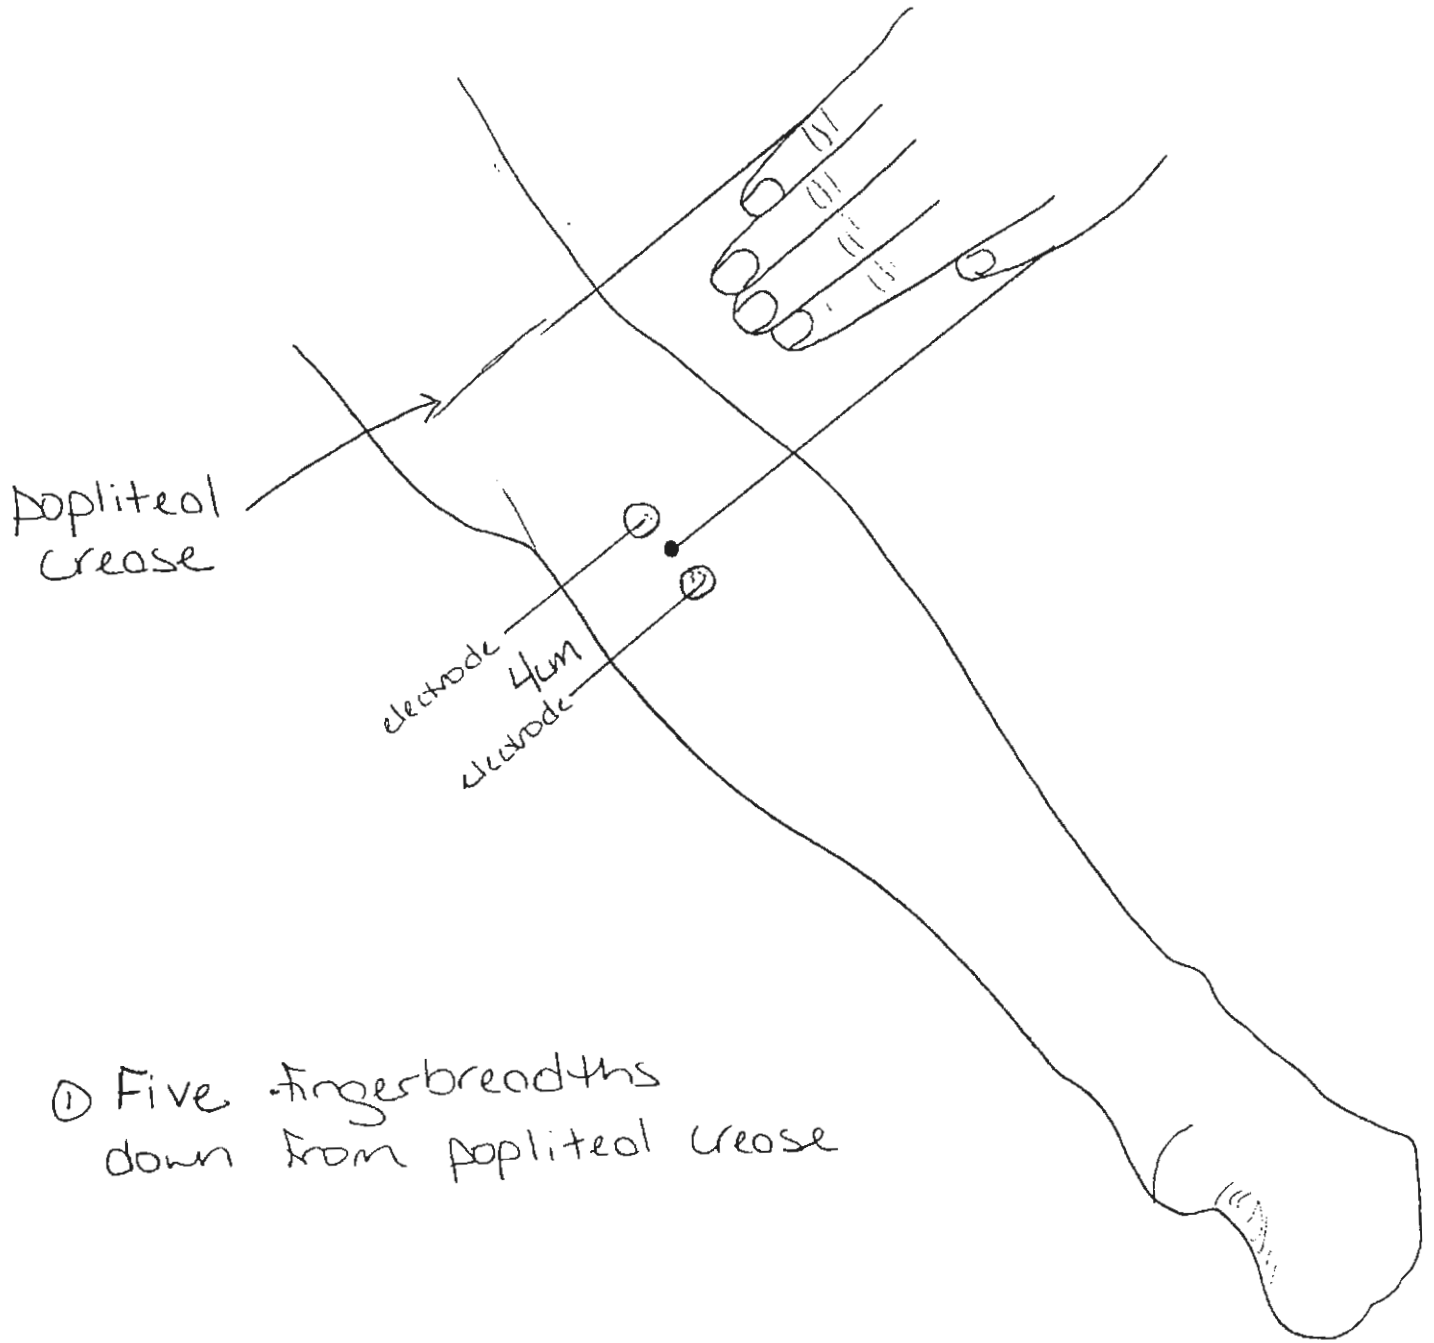 popliteal
crease
electrode
4cm
electrode
① Five fingerbreadths
down from popliteal crease